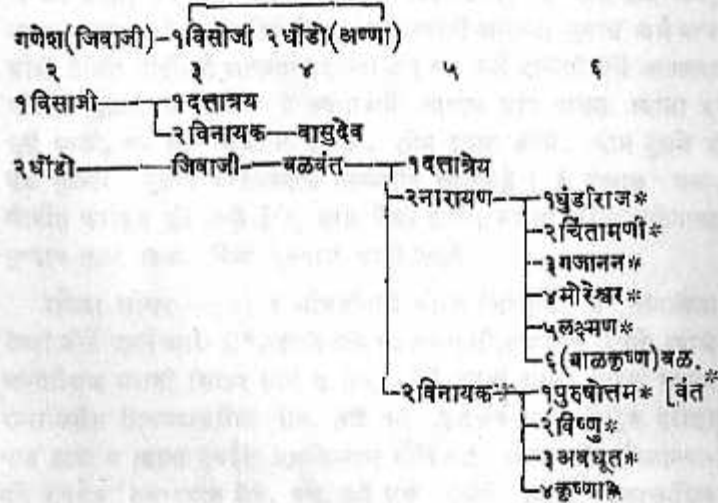 गणेश(जिवाजी)-१विसोजी २धोंडो(अण्णा)
२ ३ ४ ५ ६
१विसाजी १दत्तात्रय
२विनायक वासुदेव
२धोंडो जिवाजी बळवंत १दत्तात्रेय
२नारायण १धुंडीराज*
२चिंतामणी*
३गजानन*
४मोरेश्वर*
५लक्ष्मण*
६(बाळकृष्ण)बळ.
२विनायक* १पुरुषोत्तम* [वंत*
२विष्णु*
३अवधूत*
४कृष्णा*